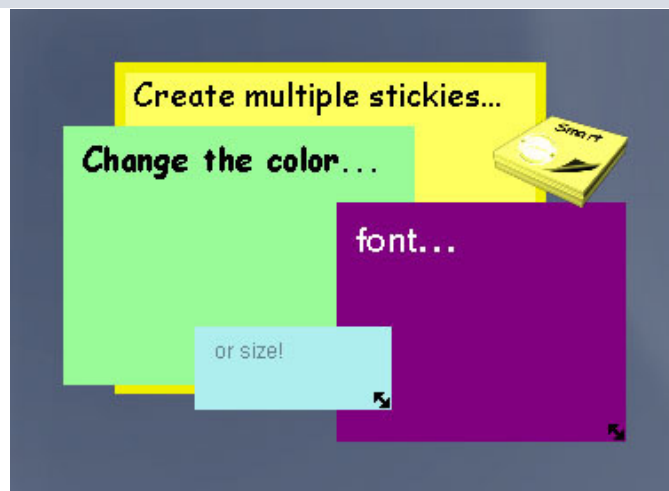 Create multiple stickies...
Smart
Change the color...
font...
or size!